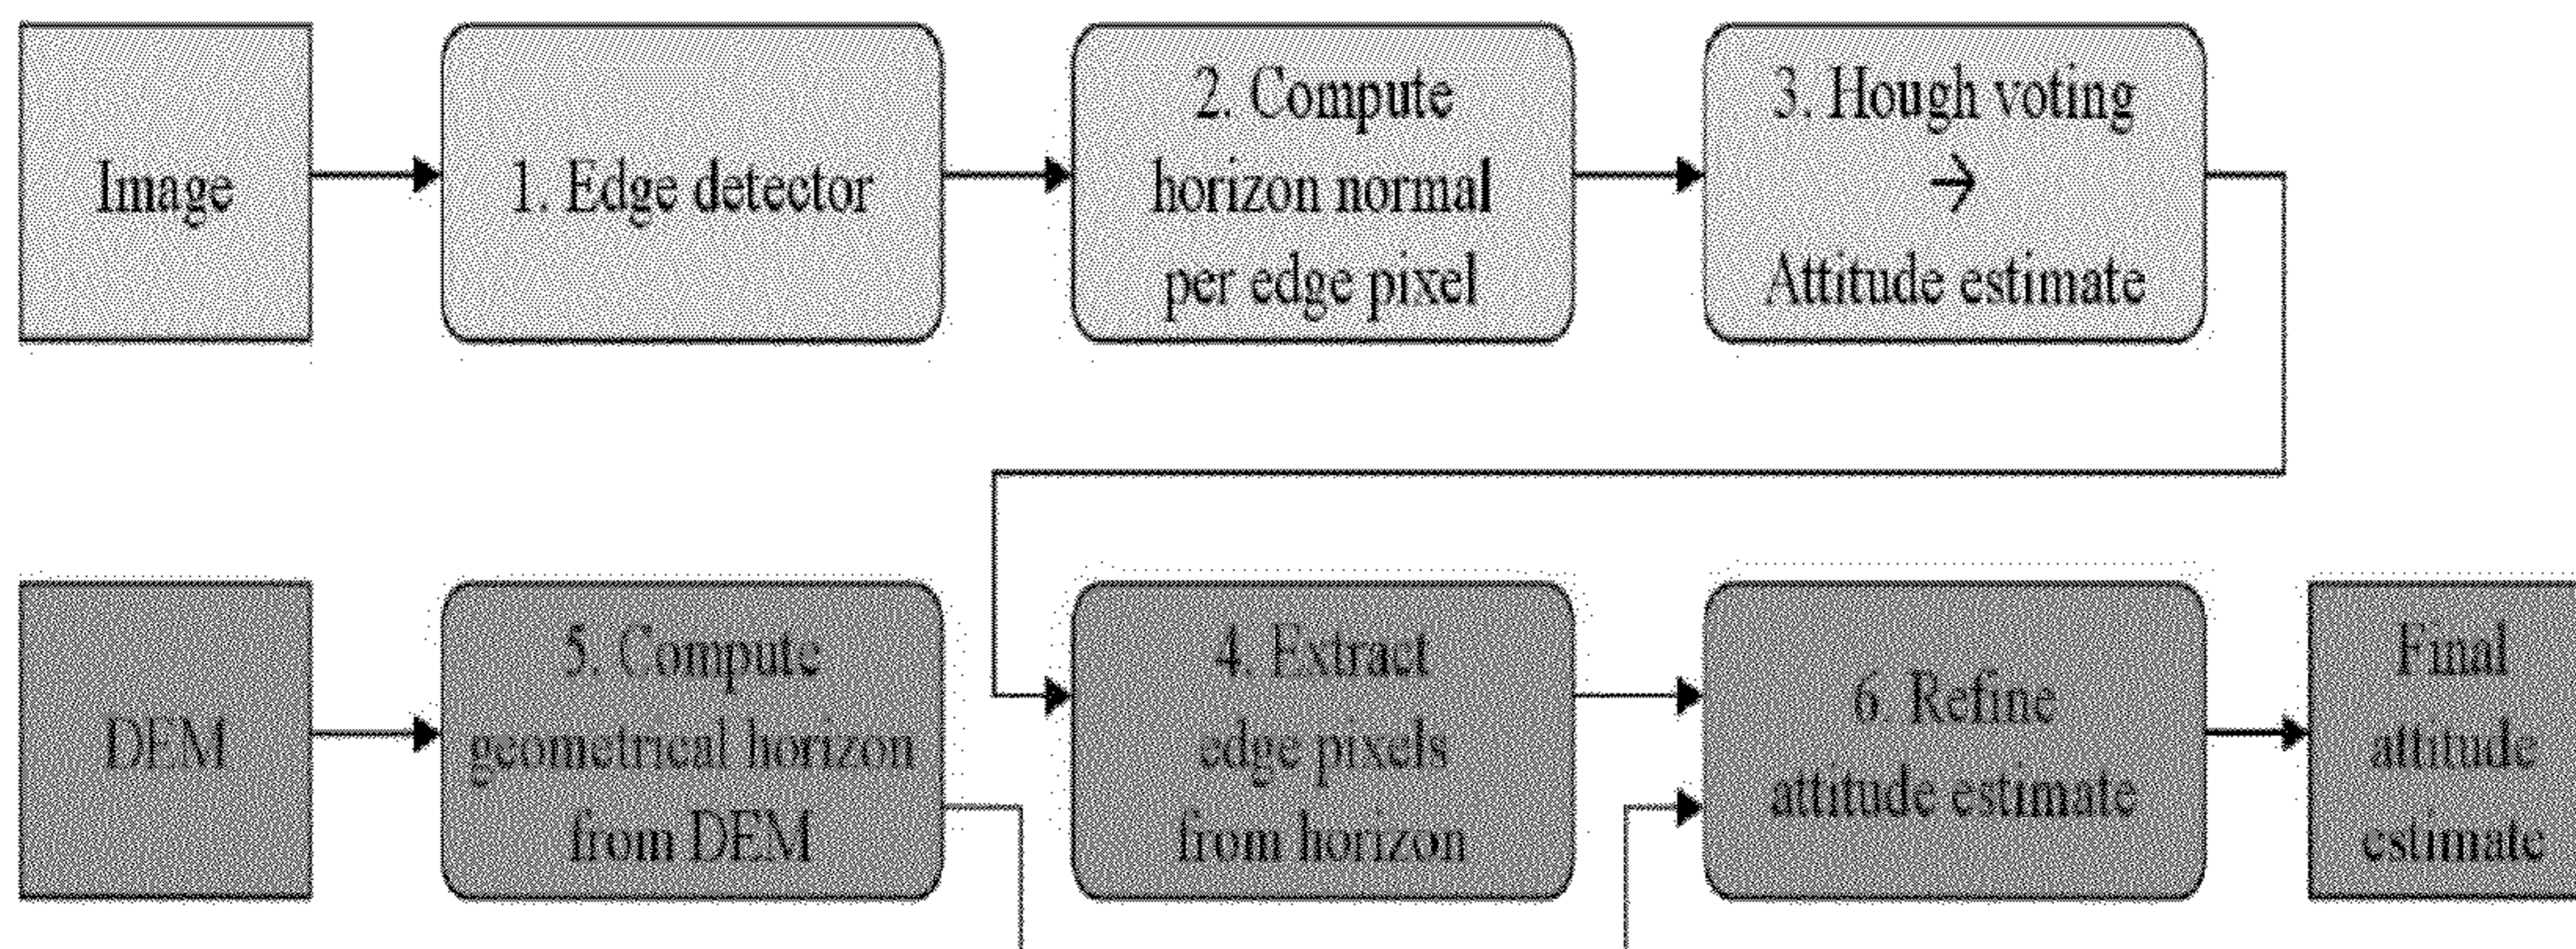 Image
1. Edge detector
2. Compute
horizon normal
per edge pixel
3. Hough voting
→
Attitude estimate
DEM
5. Compute
geometrical horizon
from DEM
4. Extract
edge pixels
from horizon
6. Refine
attitude estimate
Final
attitude
estimate